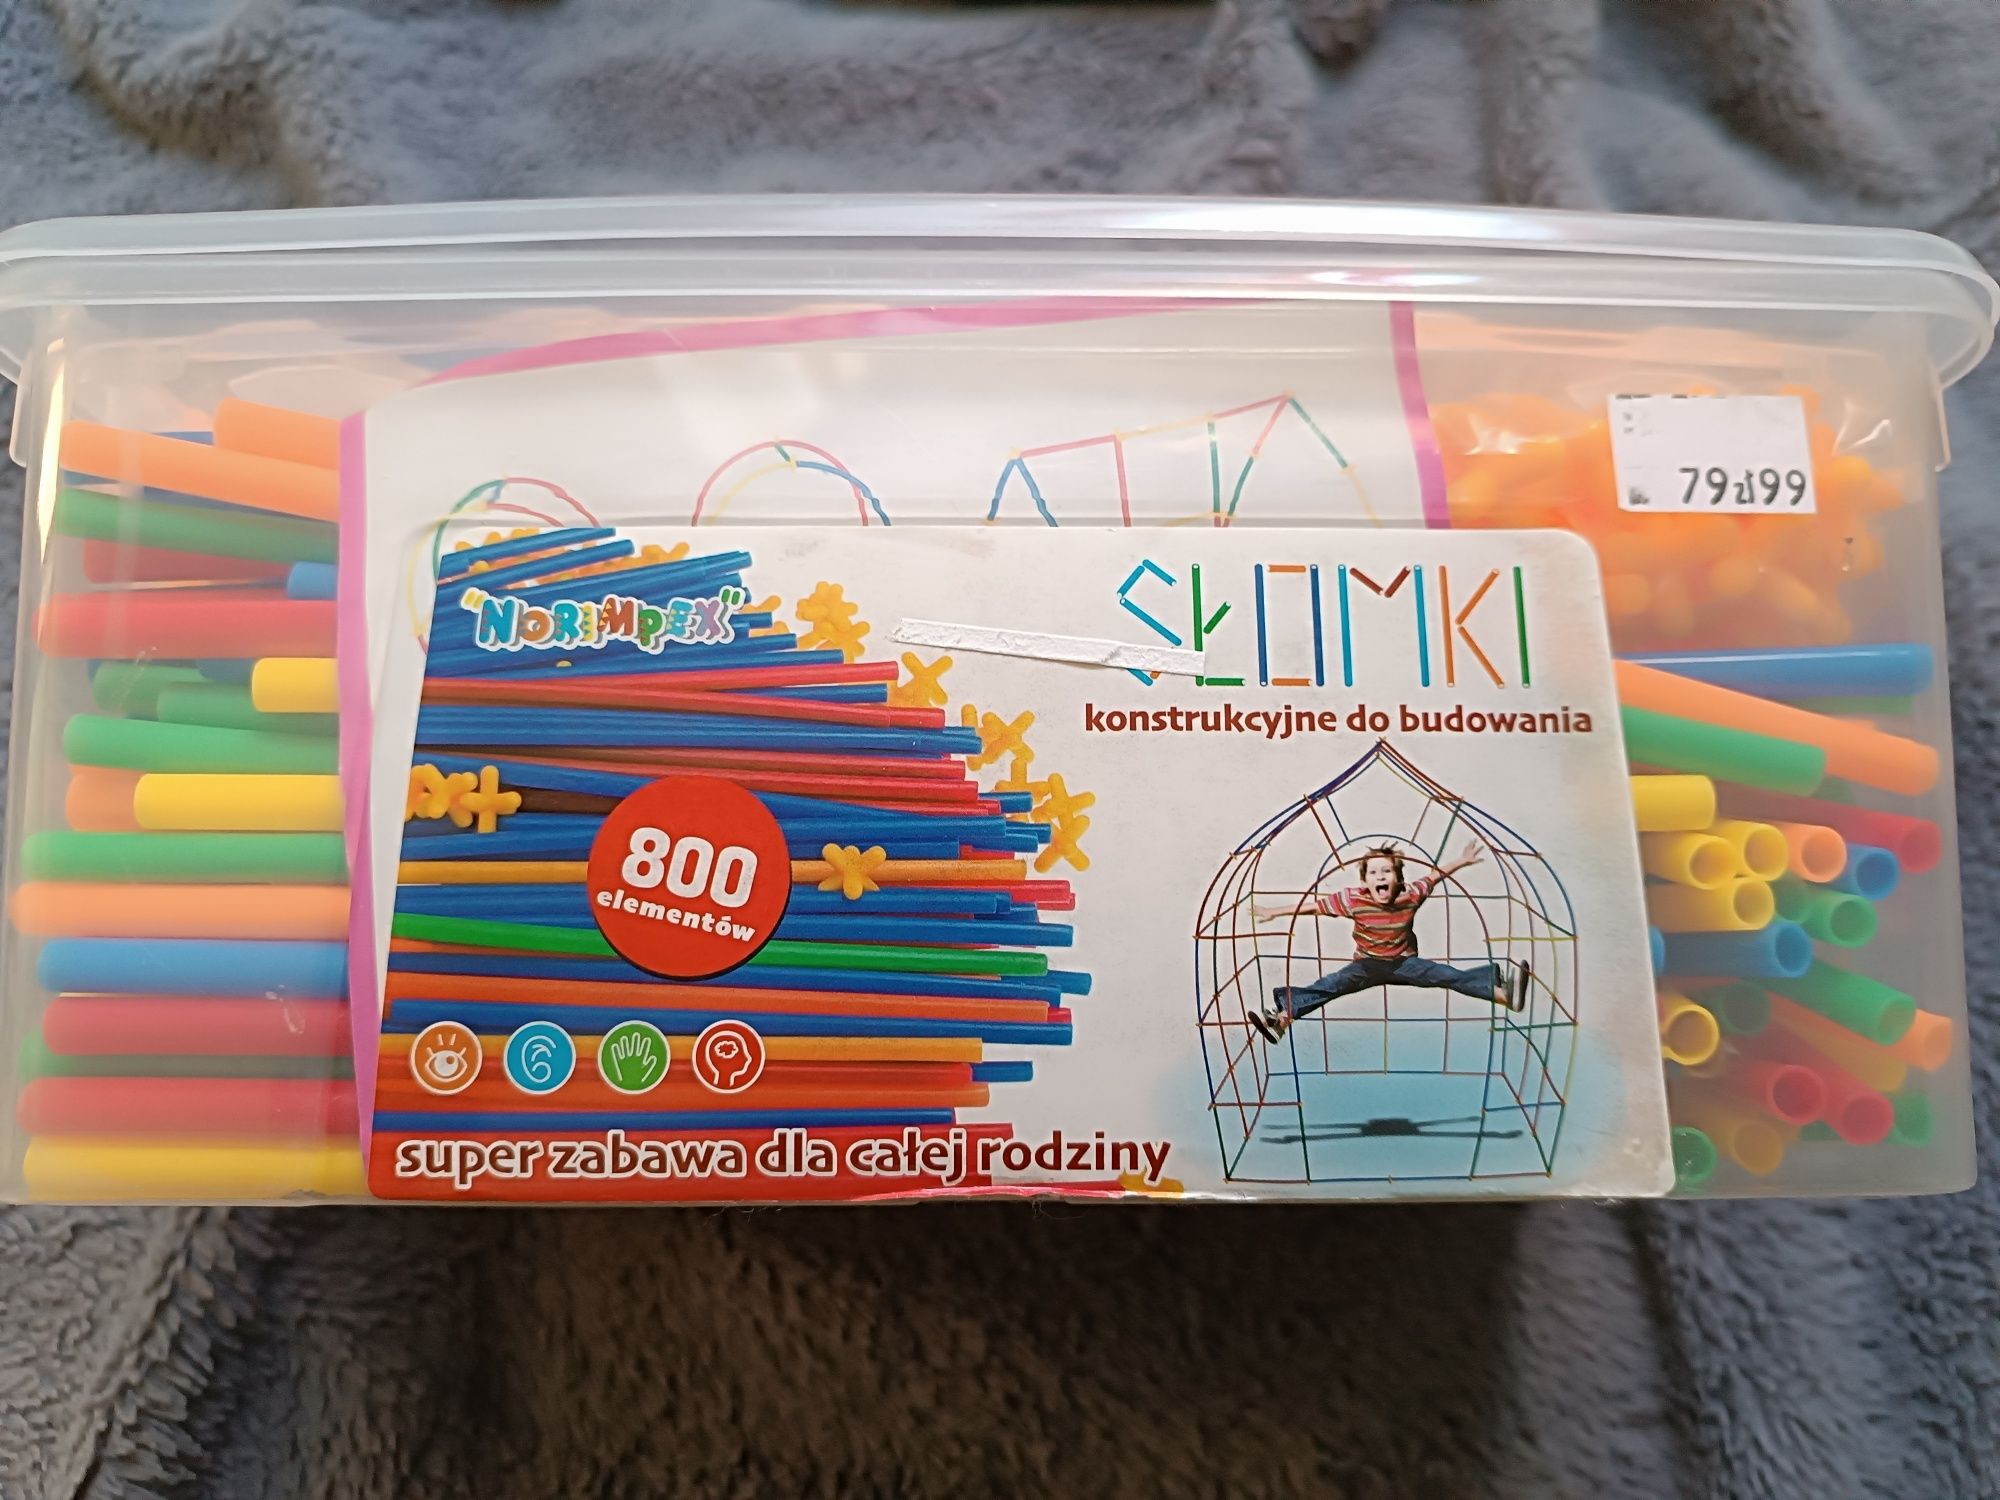 79zł99
"NORIMPEX"
SŁOMKI
konstrukcyjne do budowania
800
elementów
super zabawa dla całej rodziny